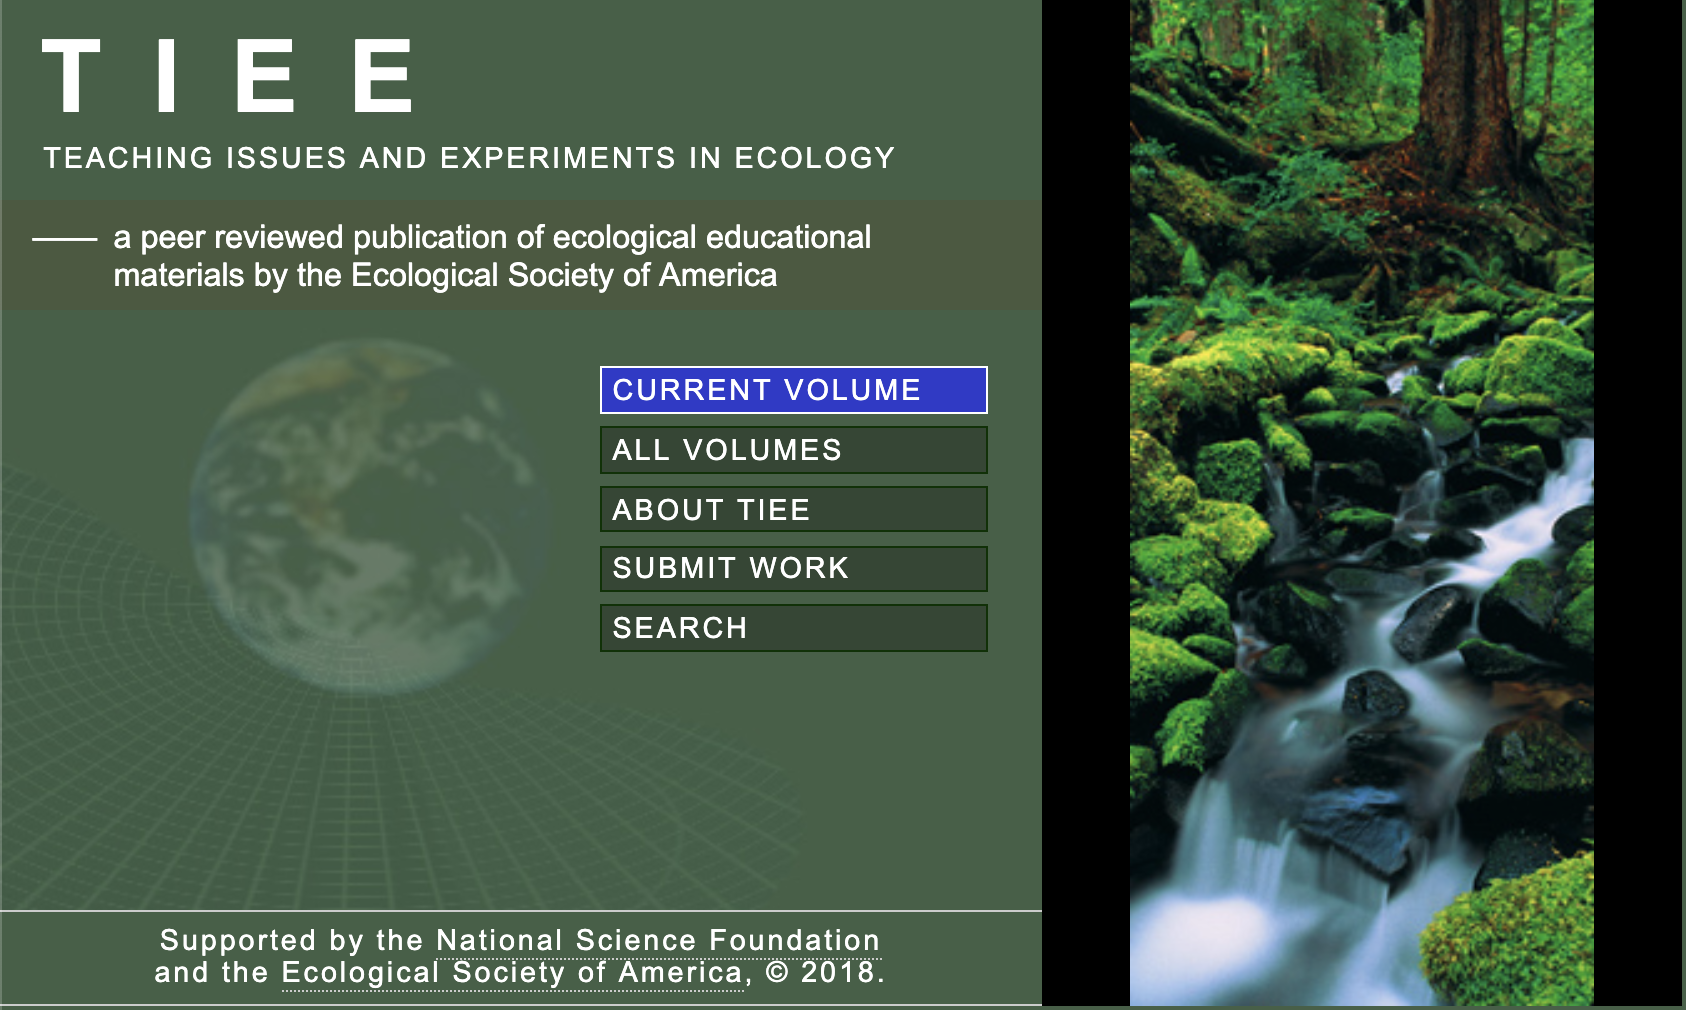 T I E E
TEACHING ISSUES AND EXPERIMENTS IN ECOLOGY
a peer reviewed publication of ecological educational
materials by the Ecological Society of America
CURRENT VOLUME
ALL VOLUMES
ABOUT TIEE
SUBMIT WORK
SEARCH
Supported by the National Science Foundation
and the Ecological Society of America, © 2018.